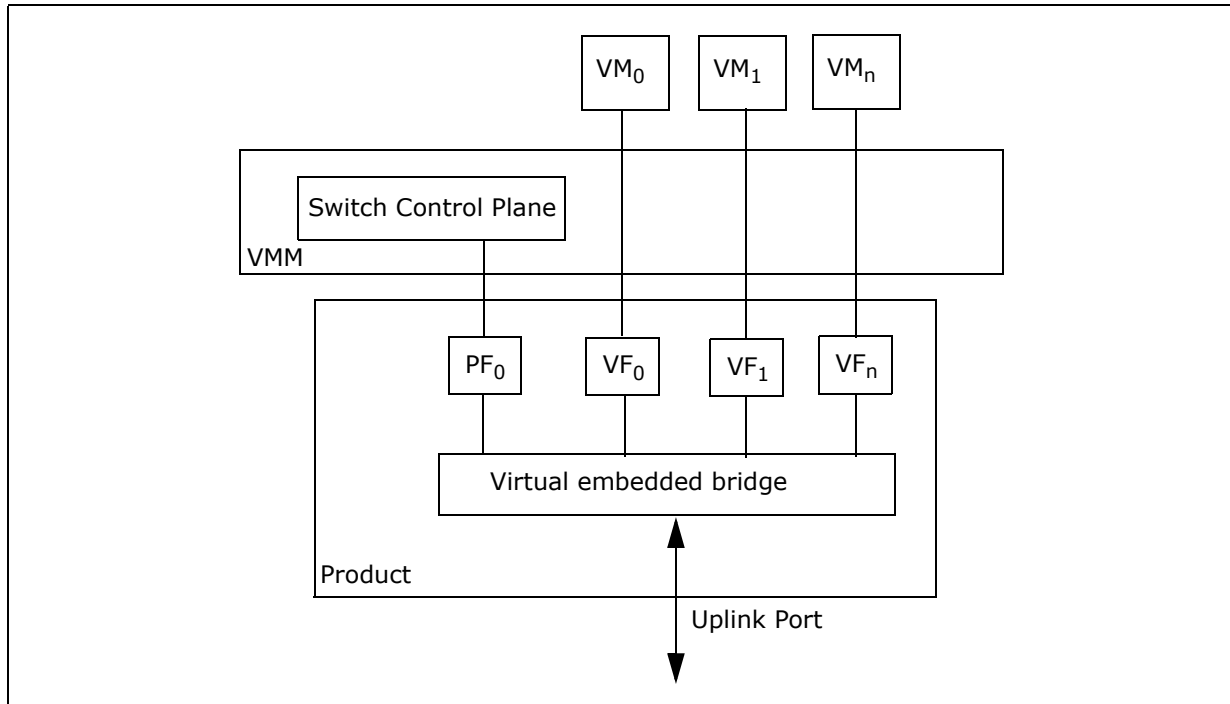 VM0 VM1 VMn
Switch Control Plane
VMM
PF0 VF0 VF1 VFn
Virtual embedded bridge
Product
Uplink Port